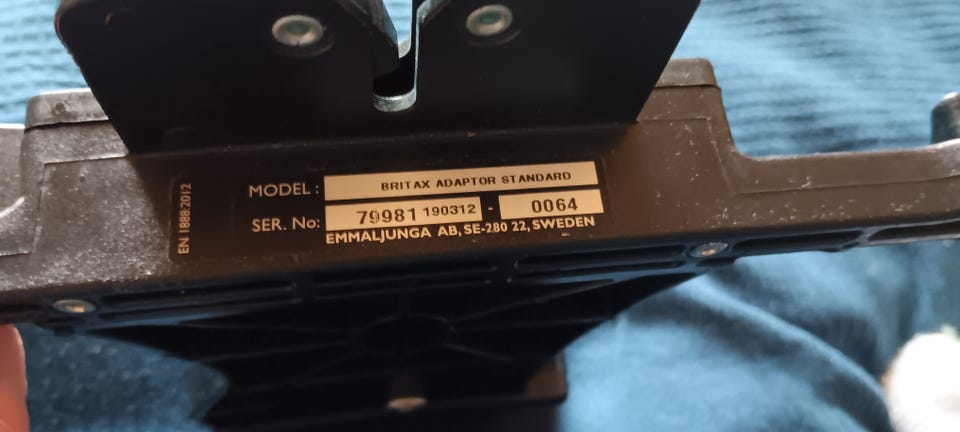 EN 1888:2012
MODEL : BRITAX ADAPTOR STANDARD
SER. No: 79981 190312 - 0064
EMMALJUNGA AB, SE-280 22, SWEDEN